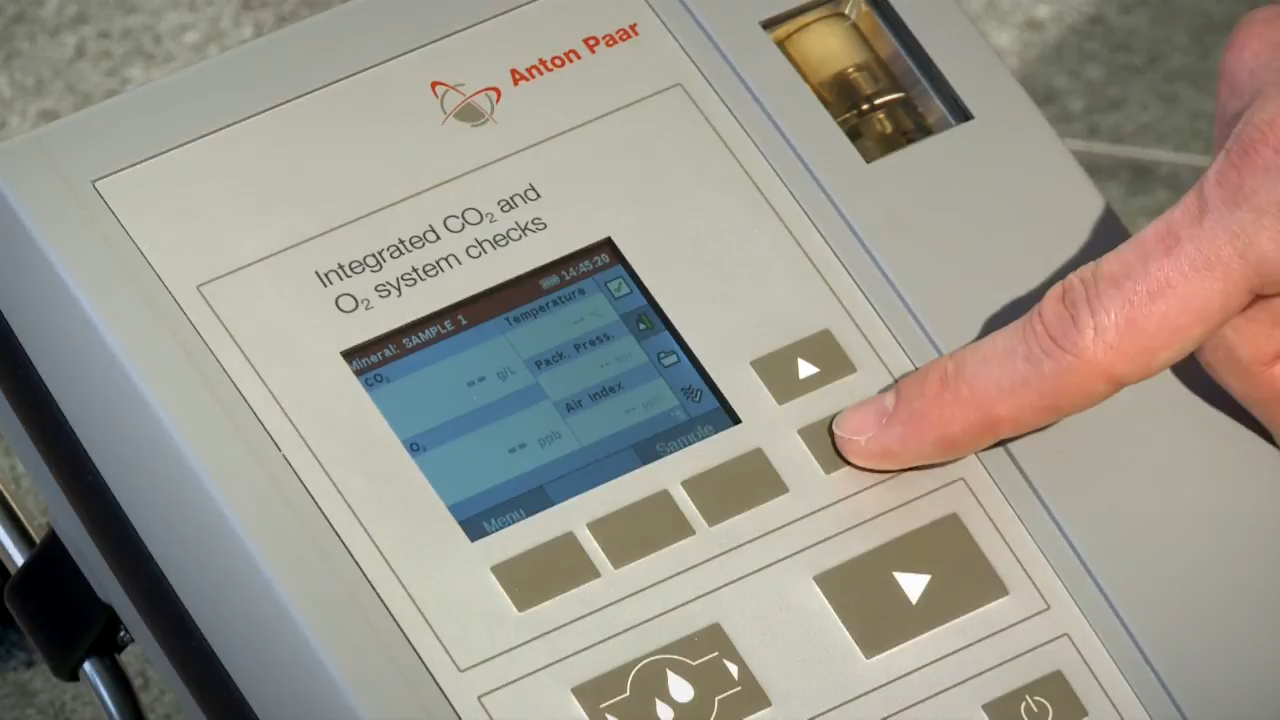 Anton Paar
Integrated CO₂ and
O₂ system checks
Mineral: SAMPLE 1
14:45:20
CO₂
-- g/L
O₂
-- ppb
Temperature
-- °C
Pack. Press.
--
Air Index
--
Menu
Sample